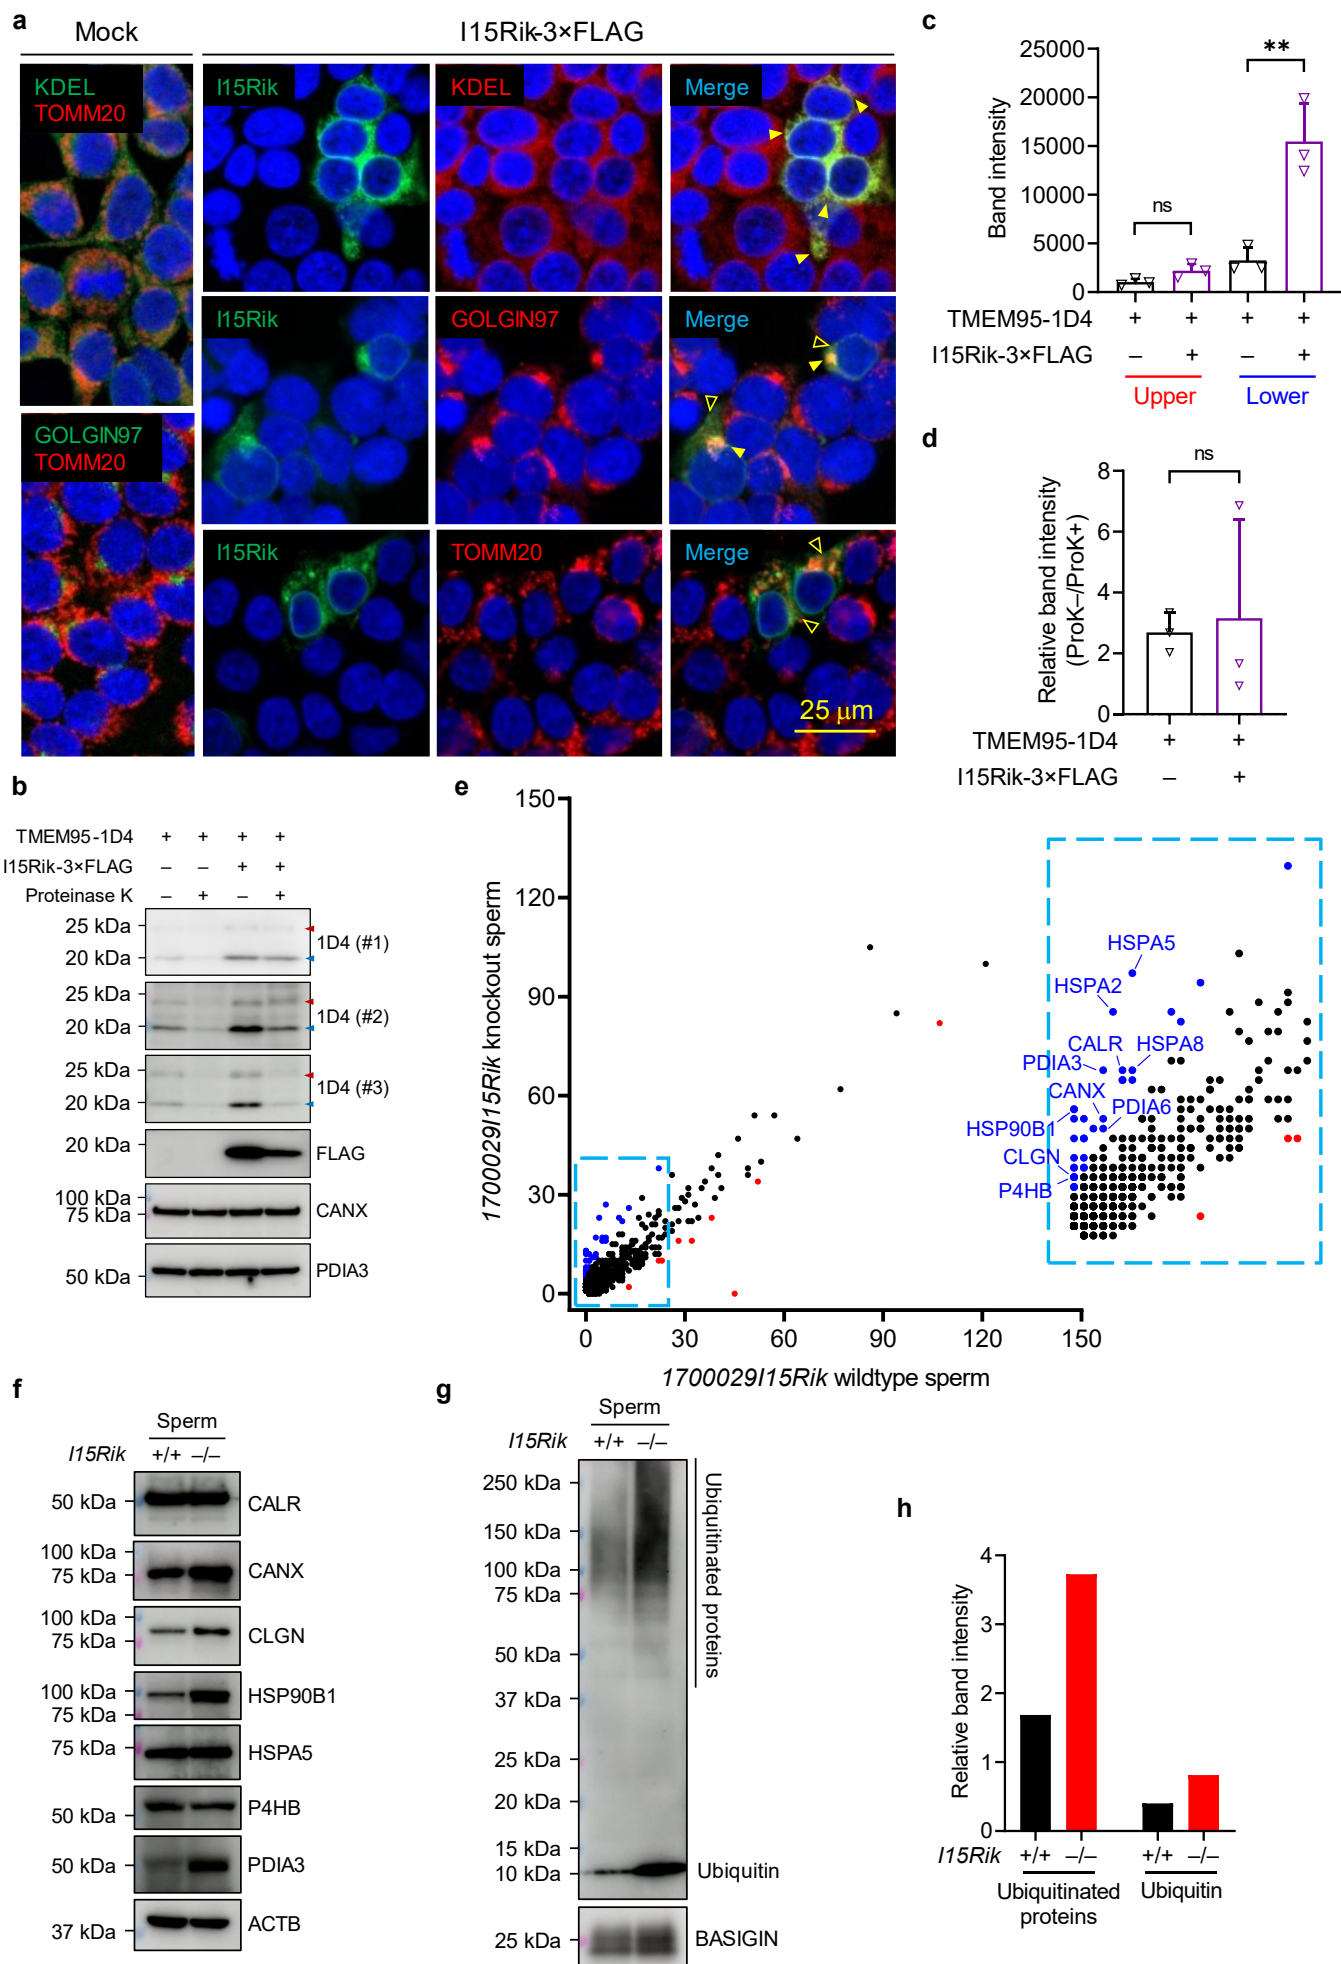 a
Mock
I15Rik-3×FLAG
KDEL
TOMM20
I15Rik
KDEL
Merge
GOLGIN97
TOMM20
I15Rik
GOLGIN97
Merge
I15Rik
TOMM20
Merge
25 μm
c
Band intensity
25000
20000
15000
10000
5000
0
ns
**
TMEM95-1D4 + + + +
I15Rik-3×FLAG – + – +
Upper Lower
d
Relative band intensity
(ProK–/ProK+)
8
6
4
2
0
ns
TMEM95-1D4 + +
I15Rik-3×FLAG – +
b
TMEM95-1D4 + + + +
I15Rik-3×FLAG – – + +
Proteinase K – + – +
25 kDa
20 kDa
1D4 (#1)
25 kDa
20 kDa
1D4 (#2)
25 kDa
20 kDa
1D4 (#3)
20 kDa
FLAG
100 kDa
75 kDa
CANX
50 kDa
PDIA3
e
1700029I15Rik knockout sperm
150
120
90
60
30
0
0 30 60 90 120 150
1700029I15Rik wildtype sperm
HSPA5
HSPA2
CALR
HSPA8
PDIA3
CANX
PDIA6
HSP90B1
CLGN
P4HB
f
Sperm
I15Rik +/+ –/–
50 kDa
CALR
100 kDa
75 kDa
CANX
100 kDa
75 kDa
CLGN
100 kDa
75 kDa
HSP90B1
75 kDa
HSPA5
50 kDa
P4HB
50 kDa
PDIA3
37 kDa
ACTB
g
Sperm
I15Rik +/+ –/–
250 kDa
150 kDa
100 kDa
75 kDa
50 kDa
37 kDa
25 kDa
20 kDa
15 kDa
10 kDa
Ubiquitinated proteins
Ubiquitin
25 kDa
BASIGIN
h
Relative band intensity
4
3
2
1
0
I15Rik +/+ –/– +/+ –/–
Ubiquitinated
proteins
Ubiquitin